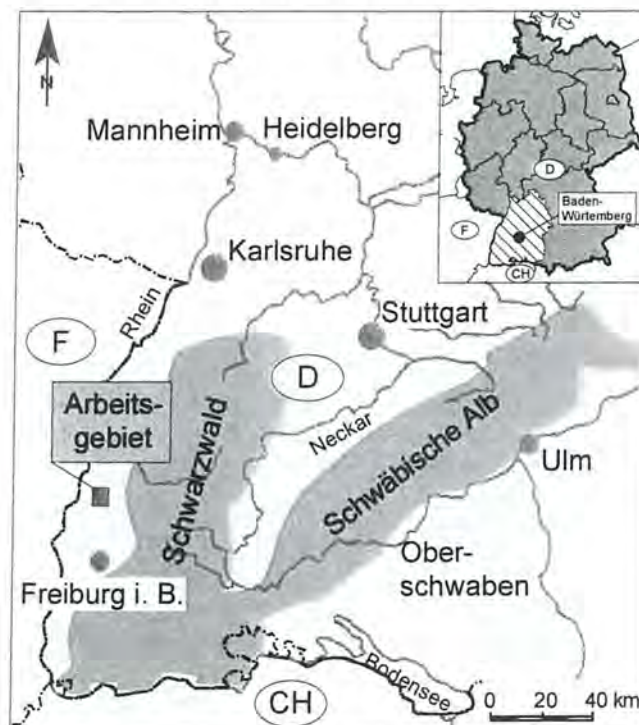 N
Mannheim
Heidelberg
D
Baden-
Würtemberg
F
CH
Karlsruhe
Rhein
Stuttgart
F
D
Arbeits-
gebiet
Schwarzwald
Neckar
Schwäbische Alb
Ulm
Ober-
schwaben
Freiburg i. B.
Bodensee
CH
0 20 40 km